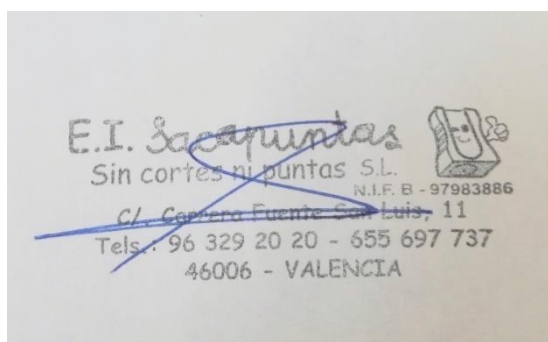 E.I. Sacapuntas
Sin cortes ni puntas S.L.
N.I.F. B - 97983886
C/. Carrera Fuente San Luis, 11
Tels.: 96 329 20 20 - 655 697 737
46006 - VALENCIA